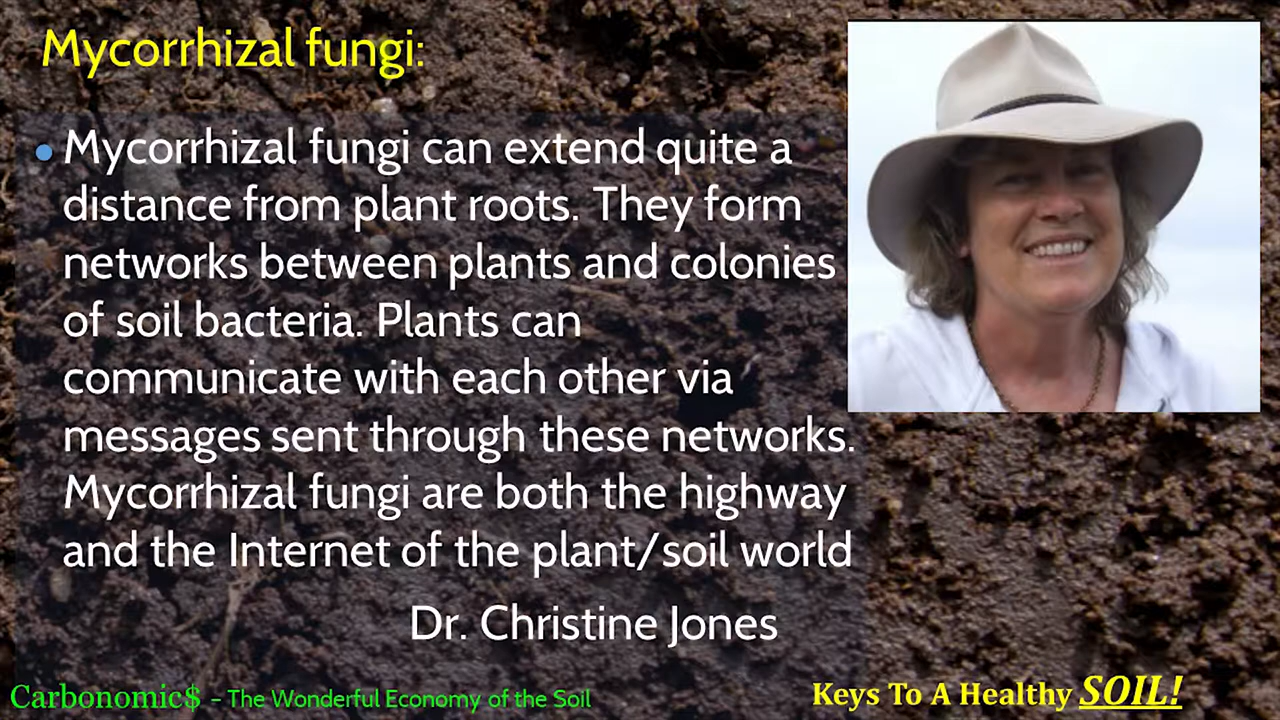 Mycorrhizal fungi:
• Mycorrhizal fungi can extend quite a
distance from plant roots. They form
networks between plants and colonies
of soil bacteria. Plants can
communicate with each other via
messages sent through these networks.
Mycorrhizal fungi are both the highway
and the Internet of the plant/soil world
Dr. Christine Jones
Carbonomic$ – The Wonderful Economy of the Soil
Keys To A Healthy SOIL!